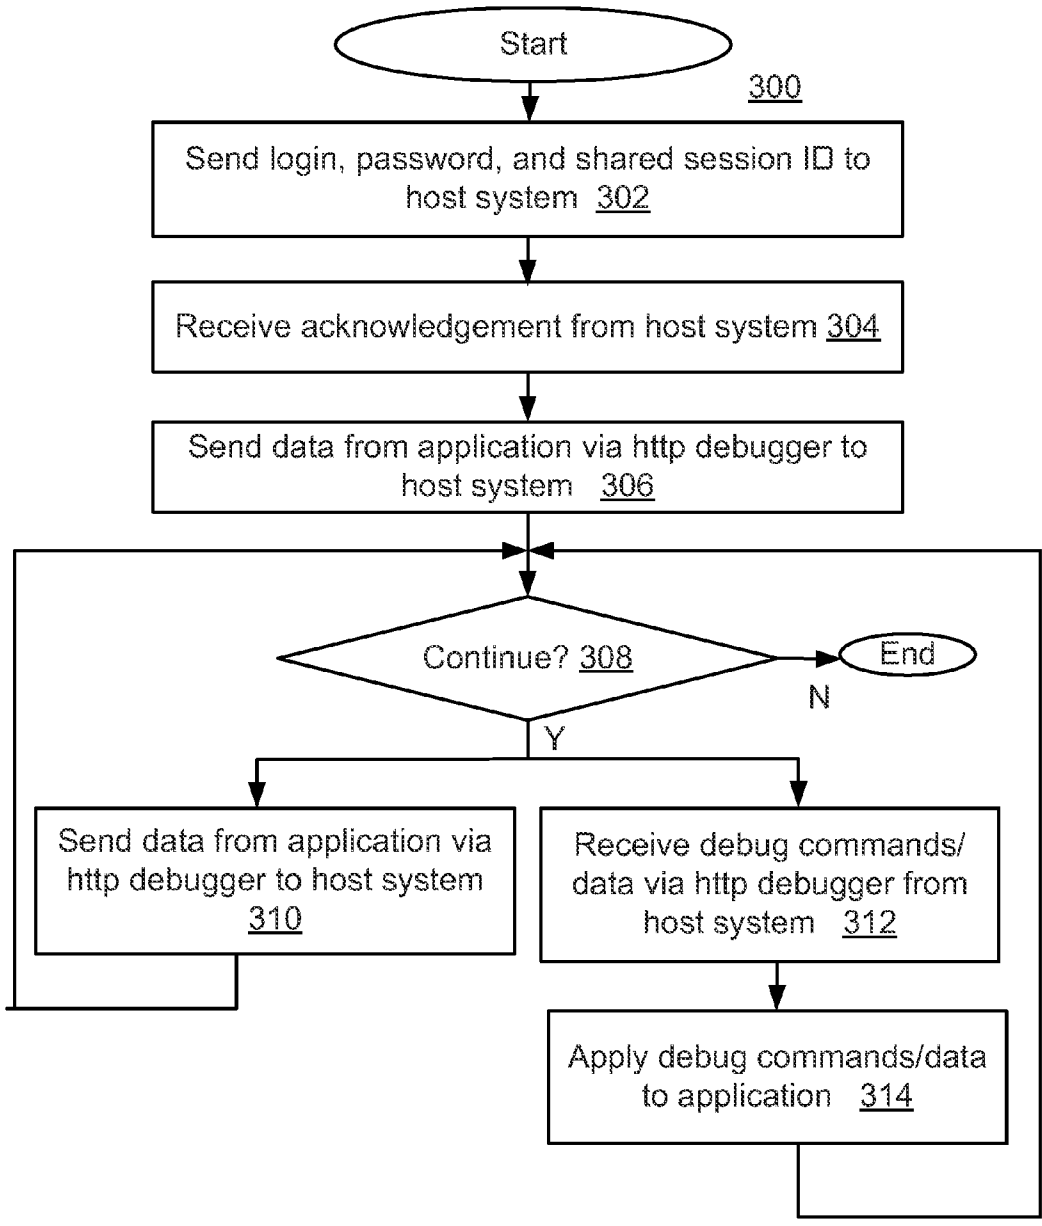 Start
300
Send login, password, and shared session ID to
host system 302
Receive acknowledgement from host system 304
Send data from application via http debugger to
host system 306
Continue? 308
End
N
Y
Send data from application via
http debugger to host system
310
Receive debug commands/
data via http debugger from
host system 312
Apply debug commands/data
to application 314